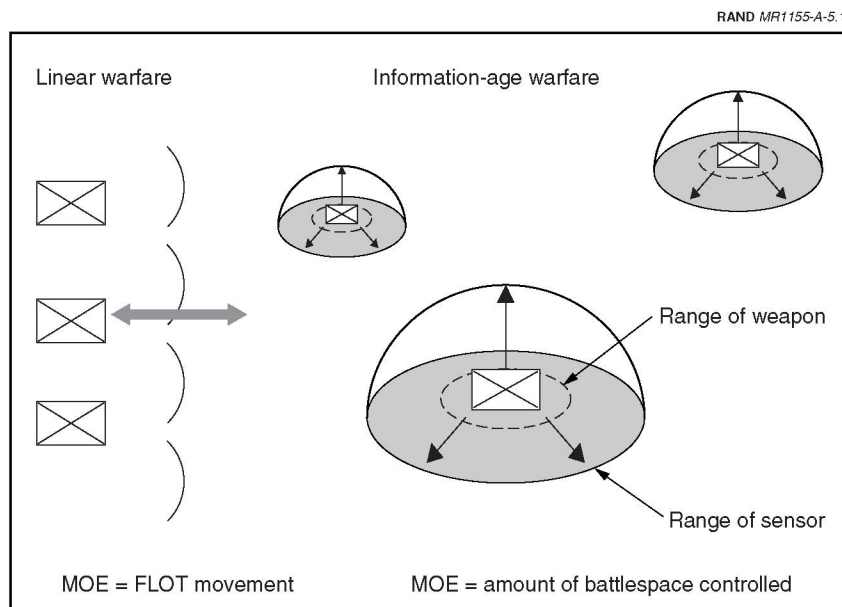 RAND MR1155-A-5.1
Linear warfare
Information-age warfare
Range of weapon
Range of sensor
MOE = FLOT movement
MOE = amount of battlespace controlled